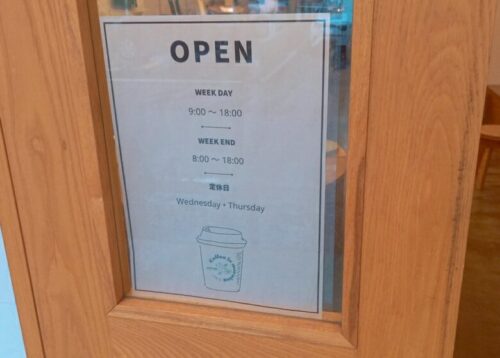 OPEN
WEEK DAY
9:00 〜 18:00
WEEK END
8:00 〜 18:00
定休日
Wednesday・Thursday